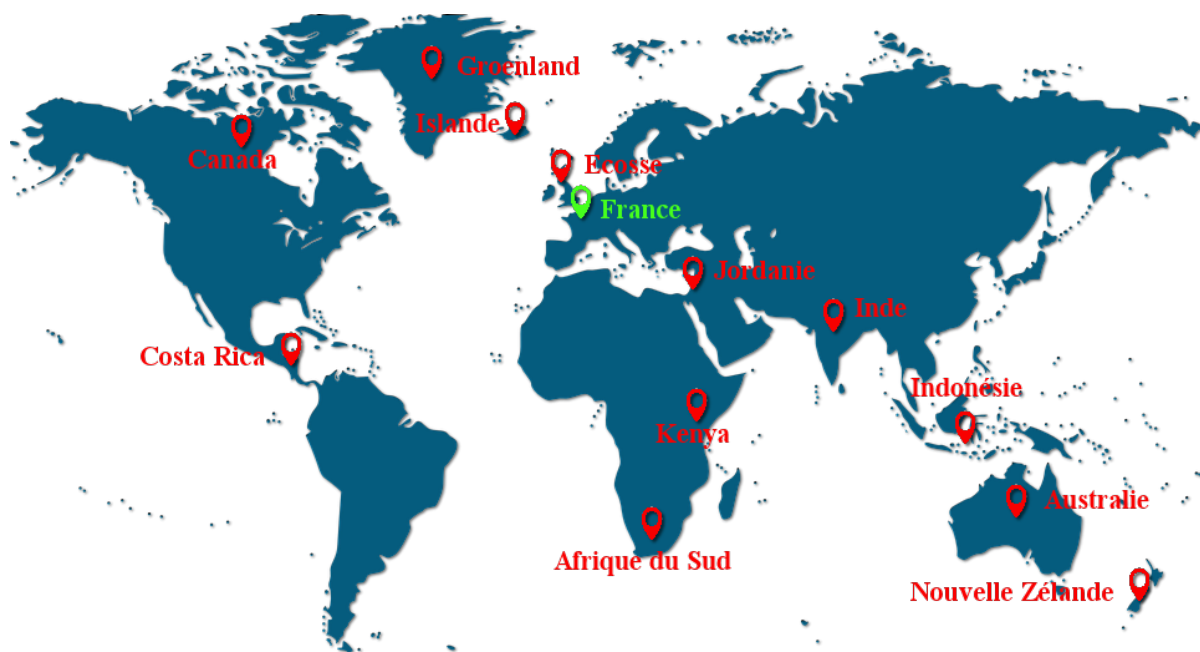 Groenland
Islande
Canada
Ecosse
France
Jordanie
Inde
Costa Rica
Indonésie
Kenya
Australie
Afrique du Sud
Nouvelle Zélande